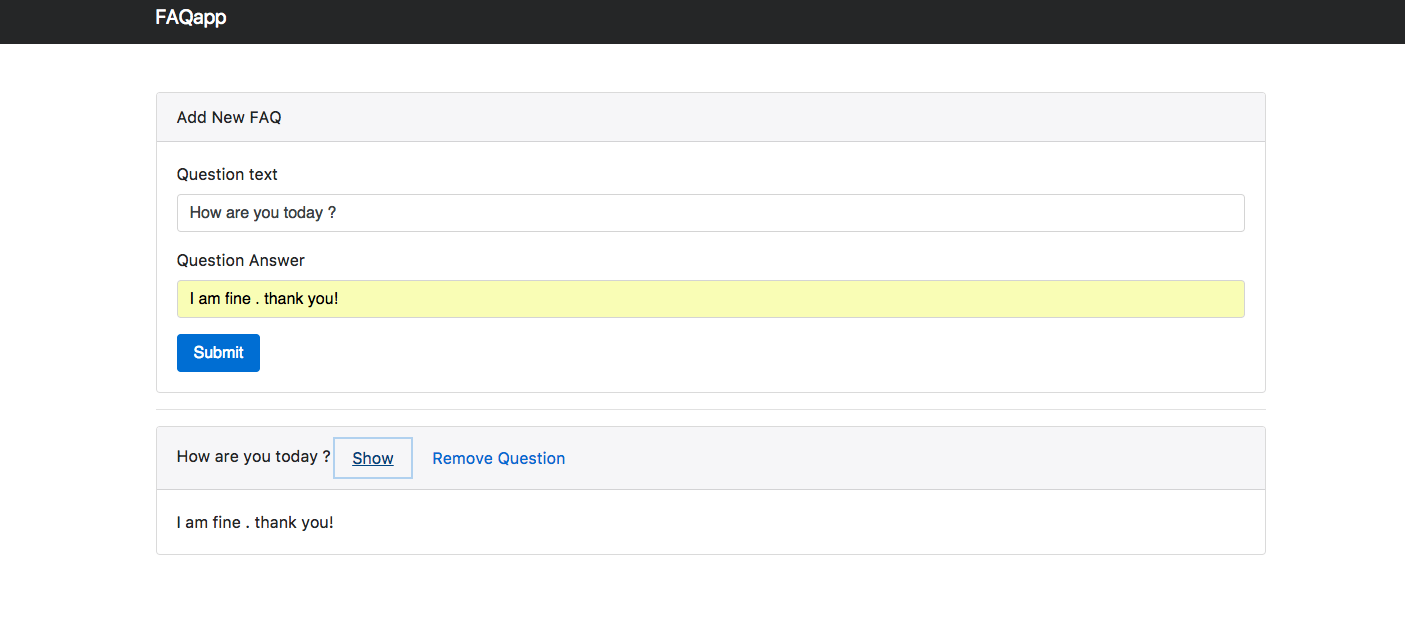 FAQapp
Add New FAQ
Question text
How are you today ?
Question Answer
I am fine . thank you!
Submit
How are you today ? Show Remove Question
I am fine . thank you!